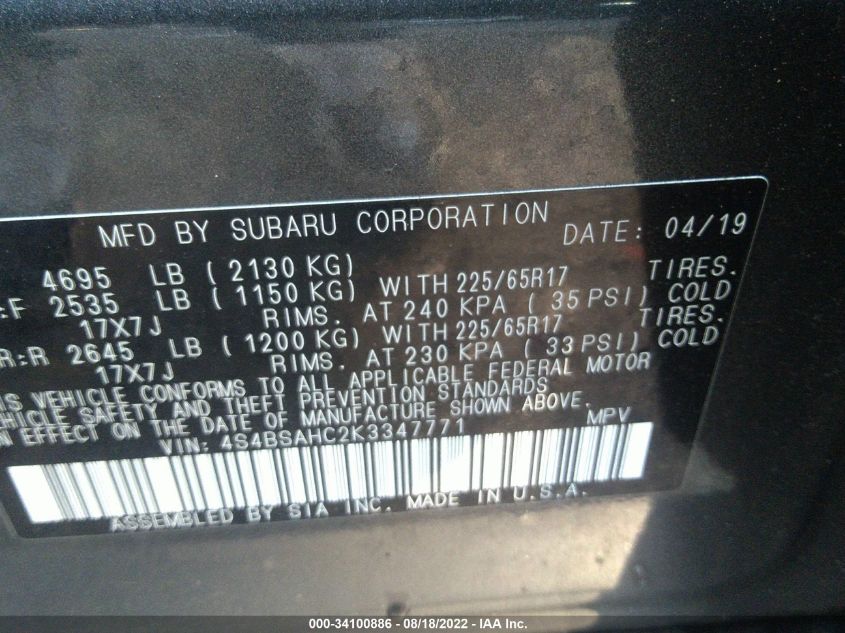 MFD BY SUBARU CORPORATION DATE: 04/19
4695 LB ( 2130 KG)
:F 2535 LB ( 1150 KG) WITH 225/65R17 TIRES.
17X7J RIMS. AT 240 KPA ( 35 PSI) COLD
R:R 2645 LB ( 1200 KG) WITH 225/65R17 TIRES.
17X7J RIMS. AT 230 KPA ( 33 PSI) COLD
IS VEHICLE CONFORMS TO ALL APPLICABLE FEDERAL MOTOR
EHICLE SAFETY AND THEFT PREVENTION STANDARDS
N EFFECT ON THE DATE OF MANUFACTURE SHOWN ABOVE.
VIN: 4S4BSAHC2K3347771 MPV
ASSEMBLED BY SIA INC. MADE IN U.S.A.
000-34100886 - 08/18/2022 - IAA Inc.